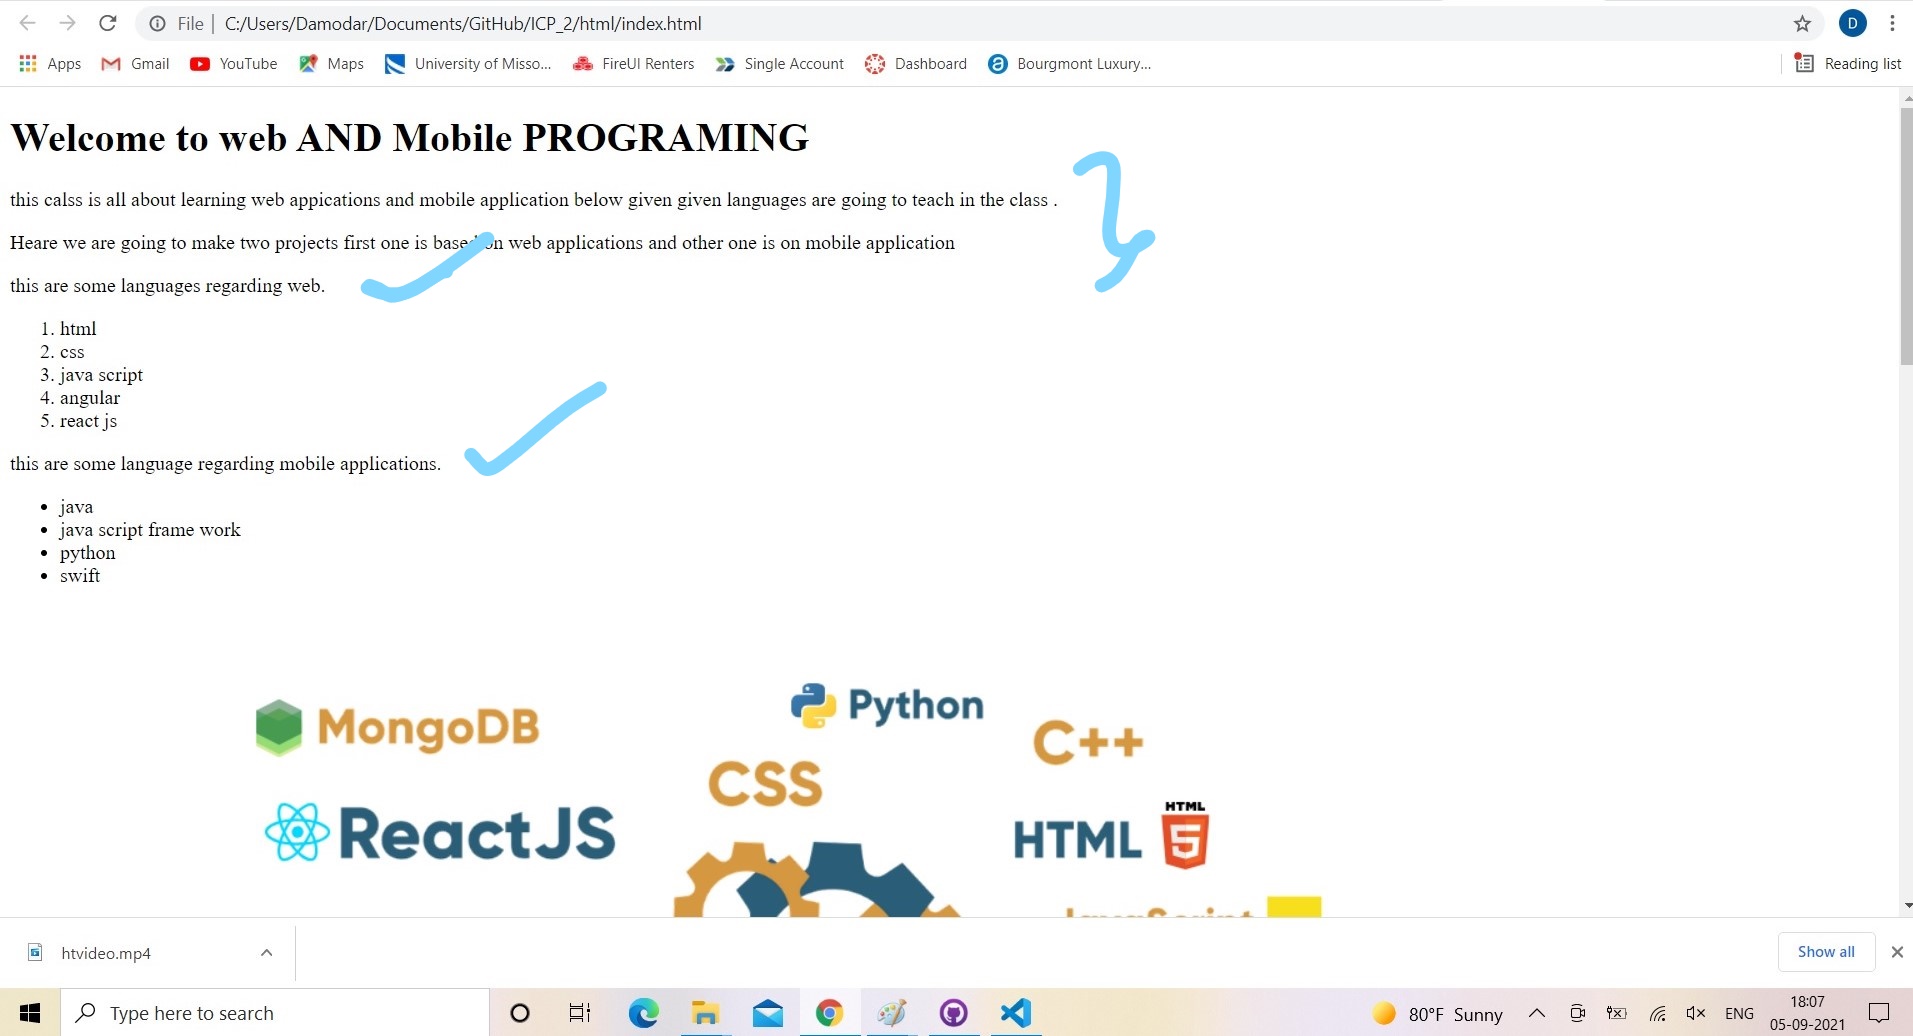 File | C:/Users/Damodar/Documents/GitHub/ICP_2/html/index.html
D
Apps Gmail YouTube Maps University of Misso... FireUI Renters Single Account Dashboard Bourgmont Luxury... Reading list
Welcome to web AND Mobile PROGRAMING
this calss is all about learning web appications and mobile application below given given languages are going to teach in the class .
Heare we are going to make two projects first one is based on web applications and other one is on mobile application
this are some languages regarding web.
1. html
2. css
3. java script
4. angular
5. react js
this are some language regarding mobile applications.
• java
• java script frame work
• python
• swift
Python
MongoDB
C++
CSS
HTML
ReactJS
HTML
5
JavaScript
htvideo.mp4
Show all
Type here to search
80°F Sunny
ENG
18:07
05-09-2021